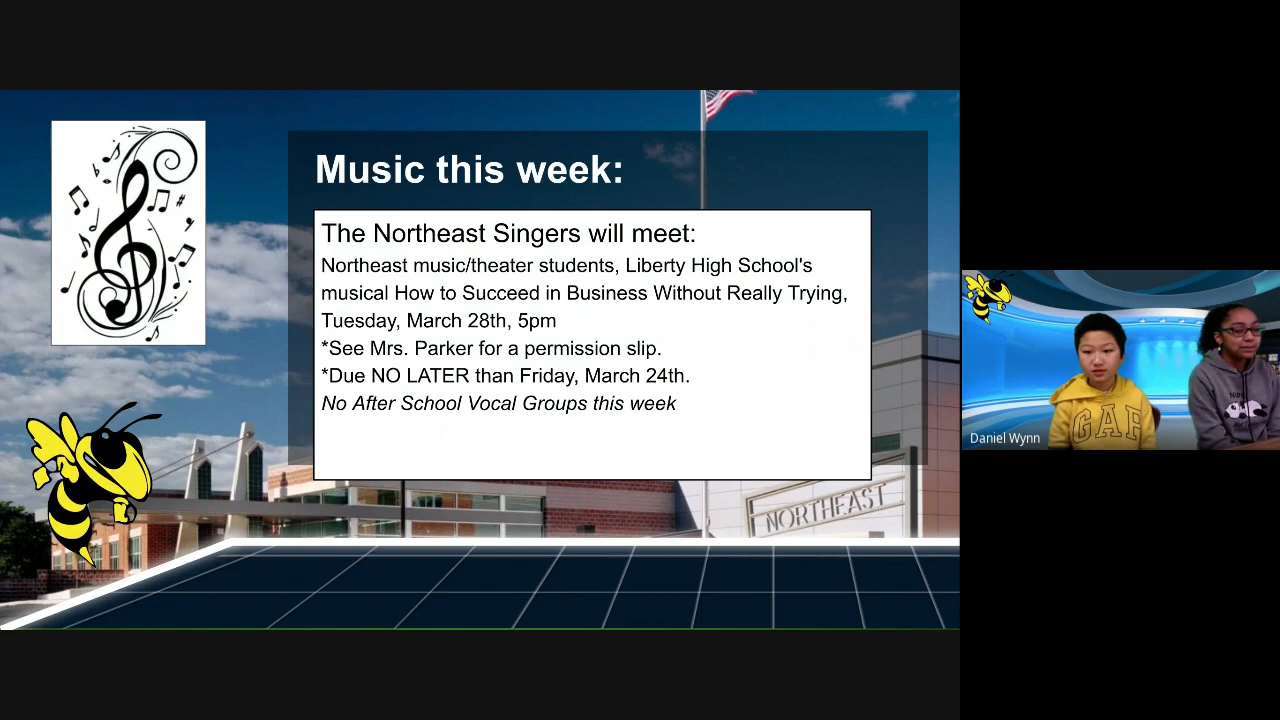 Music this week:
The Northeast Singers will meet:
Northeast music/theater students, Liberty High School's
musical How to Succeed in Business Without Really Trying,
Tuesday, March 28th, 5pm
*See Mrs. Parker for a permission slip.
*Due NO LATER than Friday, March 24th.
No After School Vocal Groups this week
NORTHEAST
Daniel Wynn
GAP